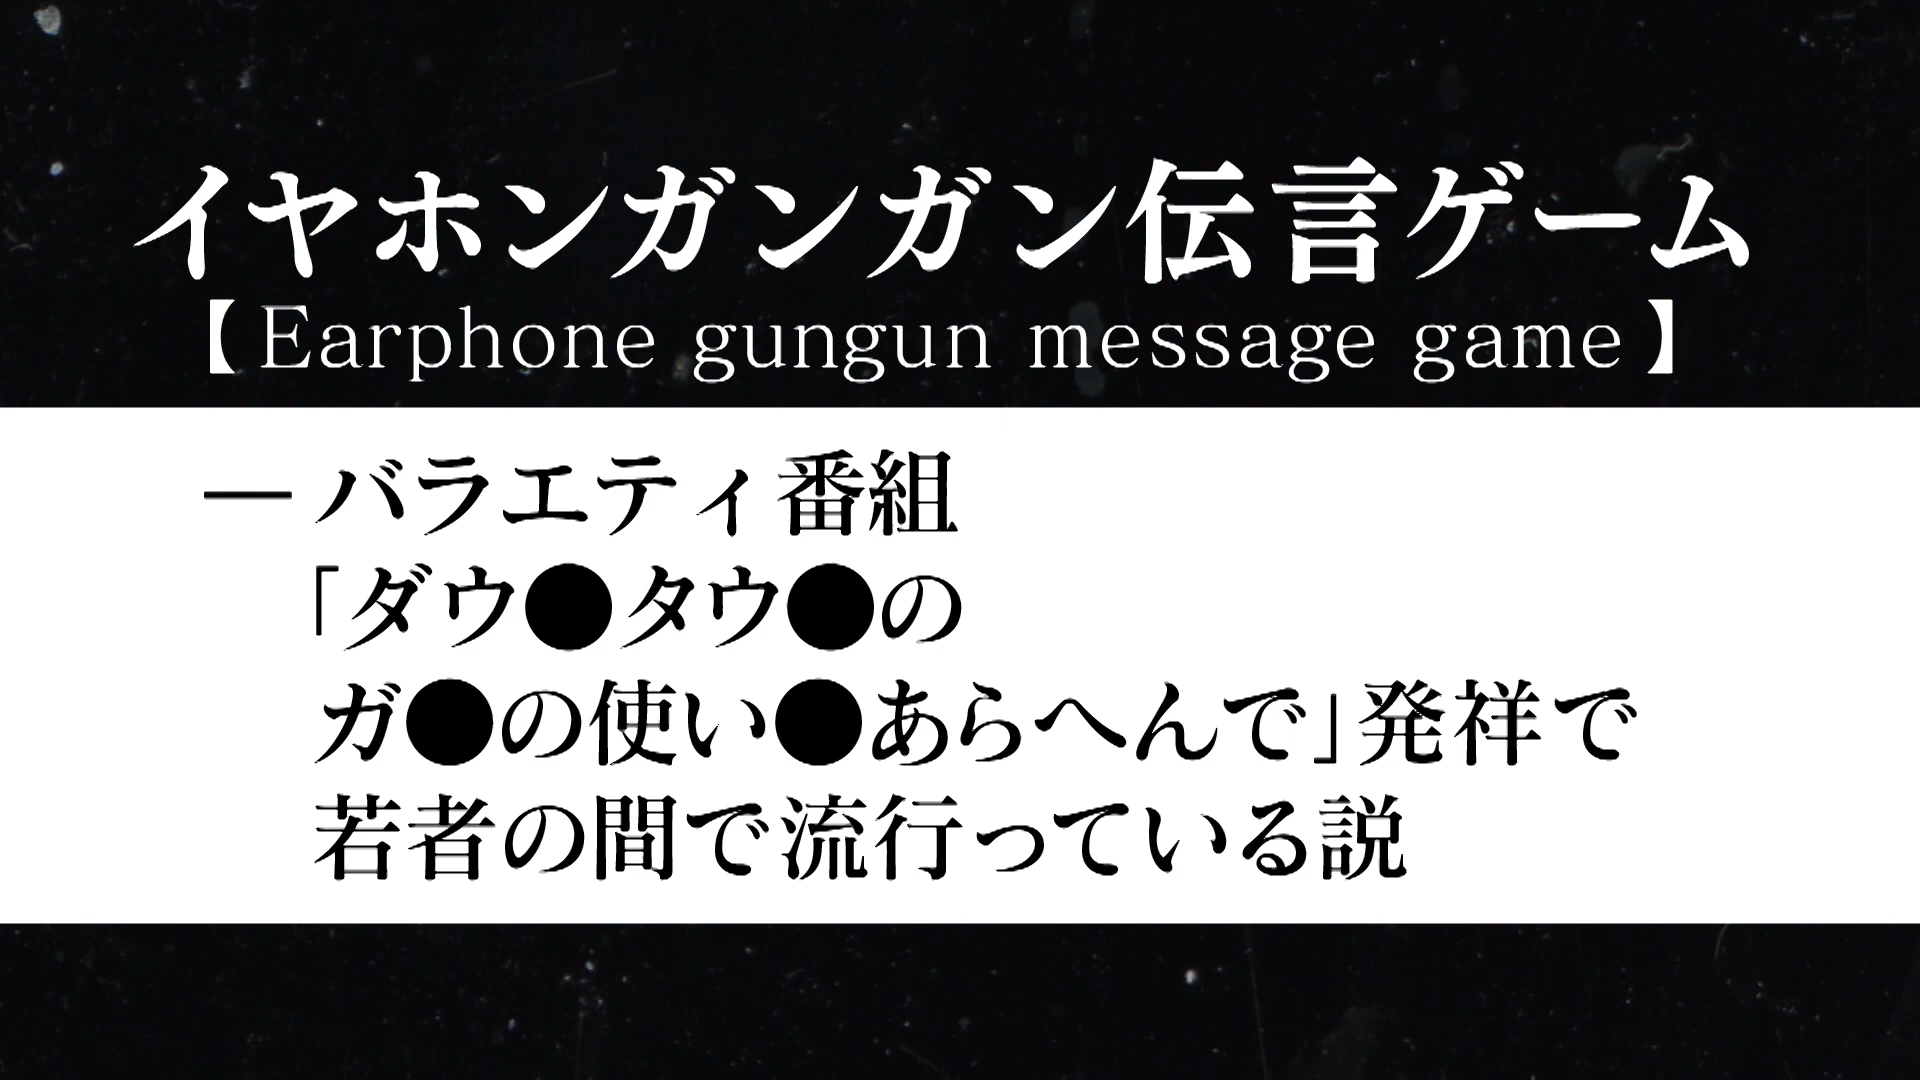 イヤホンガンガン伝言ゲーム
【Earphone gungun message game】
― バラエティ番組
「ダウ●タウ●の
ガ●の使い●あらへんで」発祥で
若者の間で流行っている説